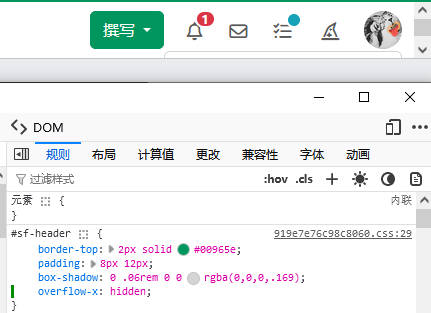 撰写
1
DOM
规则 布局 计算值 更改 兼容性 字体 动画
过滤样式 :hov .cls
元素 { 内联
}
#sf-header { 919e7e76c98c8060.css:29
border-top: 2px solid #00965e;
padding: 8px 12px;
box-shadow: 0 .06rem 0 0 rgba(0,0,0,.169);
overflow-x: hidden;
}